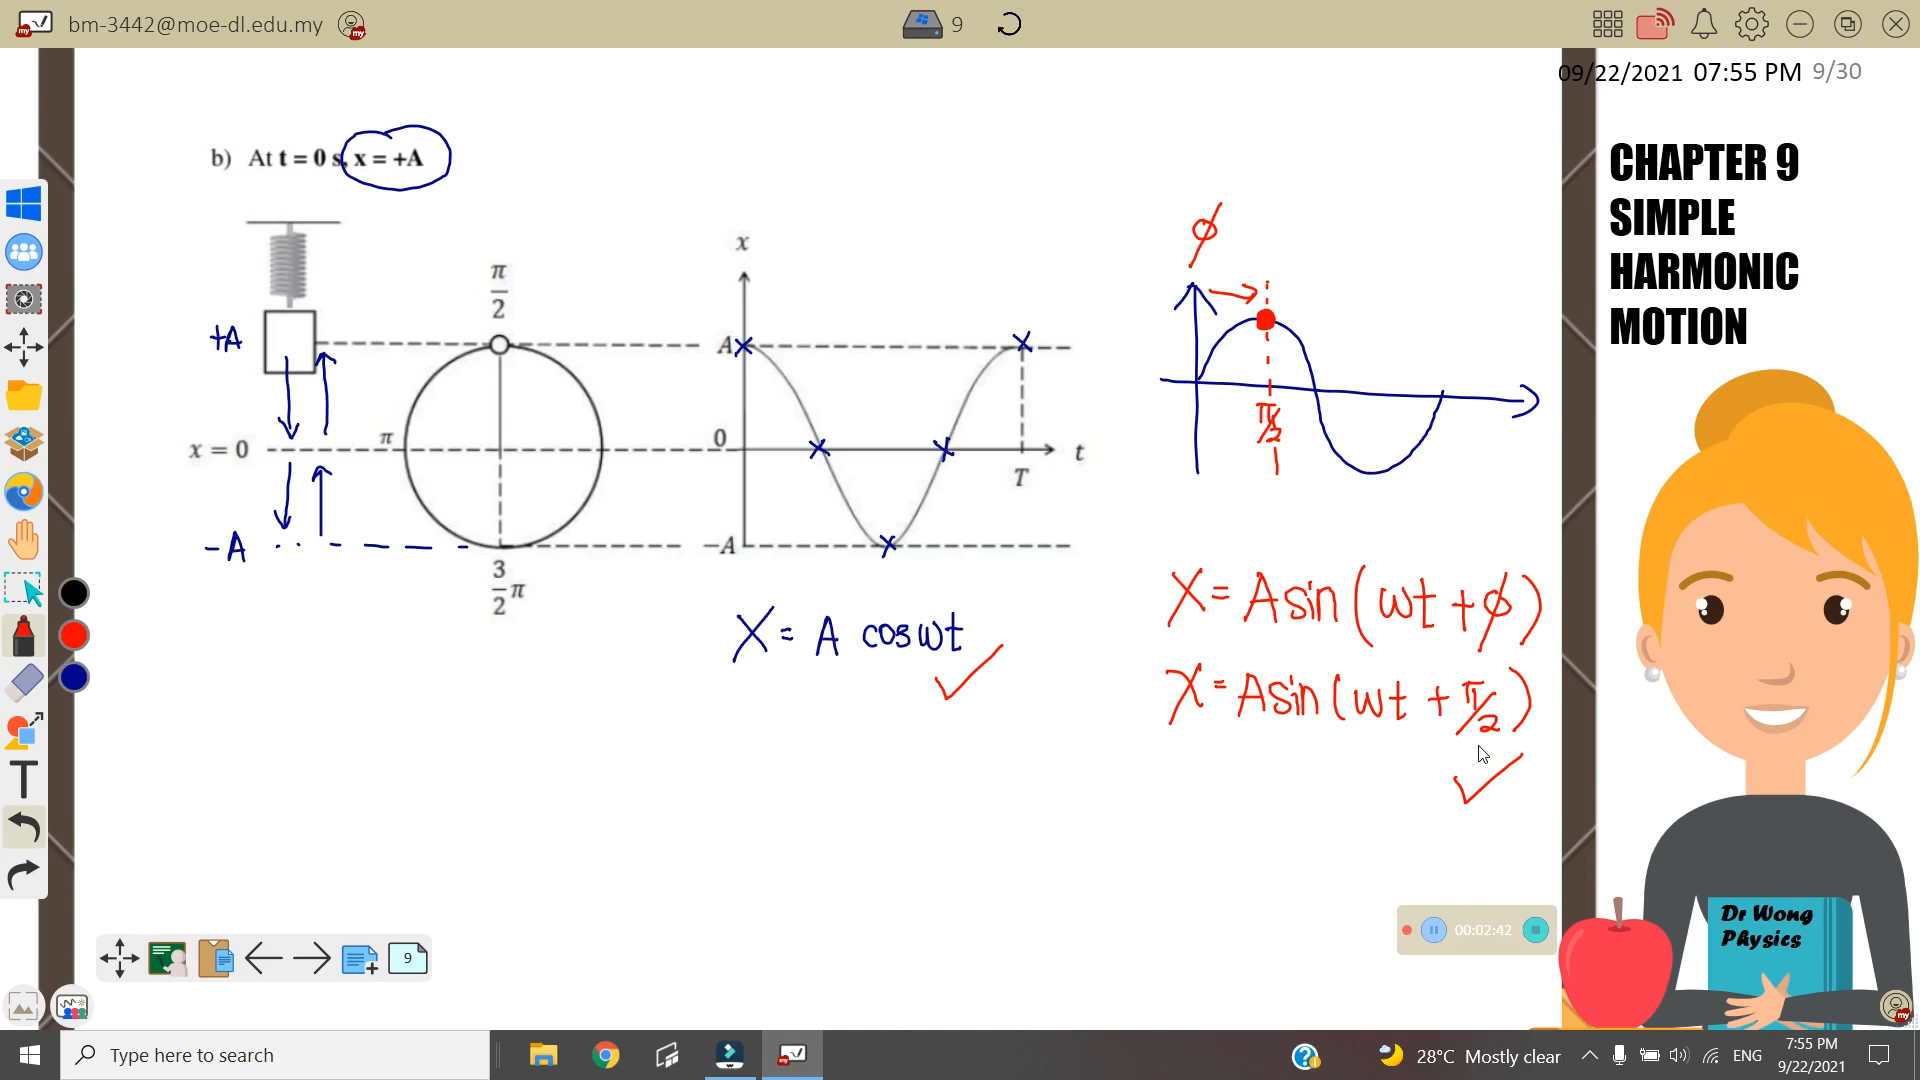 bm-3442@moe-dl.edu.my
9
09/22/2021 07:55 PM 9/30
b) At t = 0 s, x = +A
CHAPTER 9
SIMPLE
HARMONIC
MOTION
ϕ
π/2
x
+A
A
π/2
x = 0
π
0
t
T
-A
−A
3/2 π
X = A cos ωt
X = A sin (ωt + ϕ)
X = A sin (ωt + π/2)
Dr Wong
Physics
00:02:42
9
T
my
Type here to search
28°C Mostly clear
ENG
7:55 PM
9/22/2021